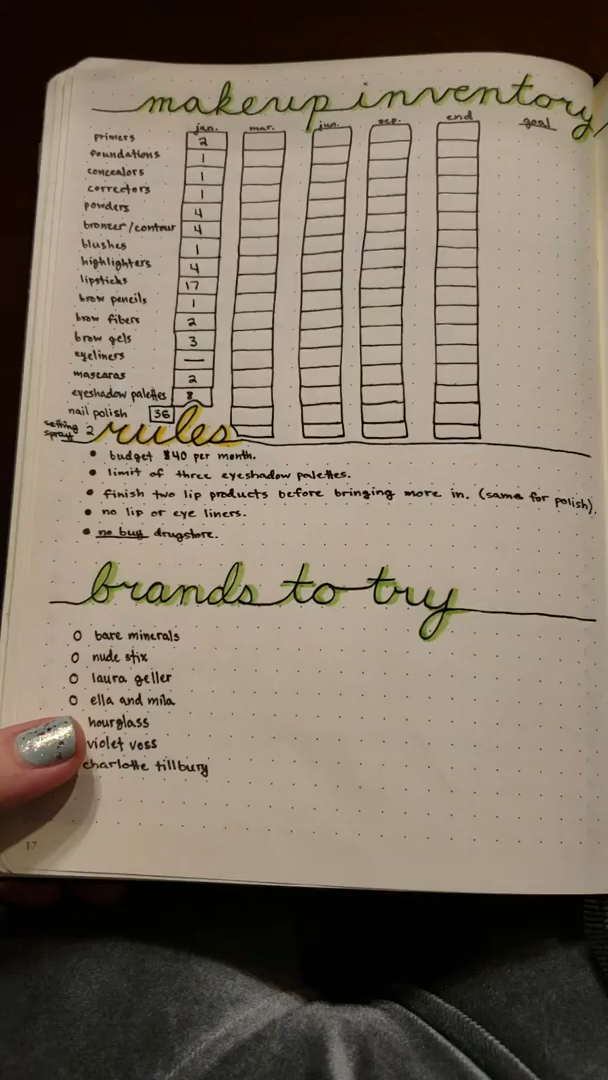 makeup inventory
jan. mar. jun. sep. end goal
primers 2
foundations 1
concealors 1
correctors 1
powders 4
bronzer/contour 4
blushes 1
highlighters 4
lipsticks 17
brow pencils 1
brow fibers 2
brow gels 3
eyeliners —
mascaras 2
eyeshadow palettes 8
nail polish 36
setting spray 2
rules
• budget $40 per month.
• limit of three eyeshadow palettes.
• finish two lip products before bringing more in. (same for polish).
• no lip or eye liners.
• no buy drugstore.
brands to try
bare minerals
nude stix
laura geller
ella and mila
hourglass
violet voss
charlotte tillbury
17